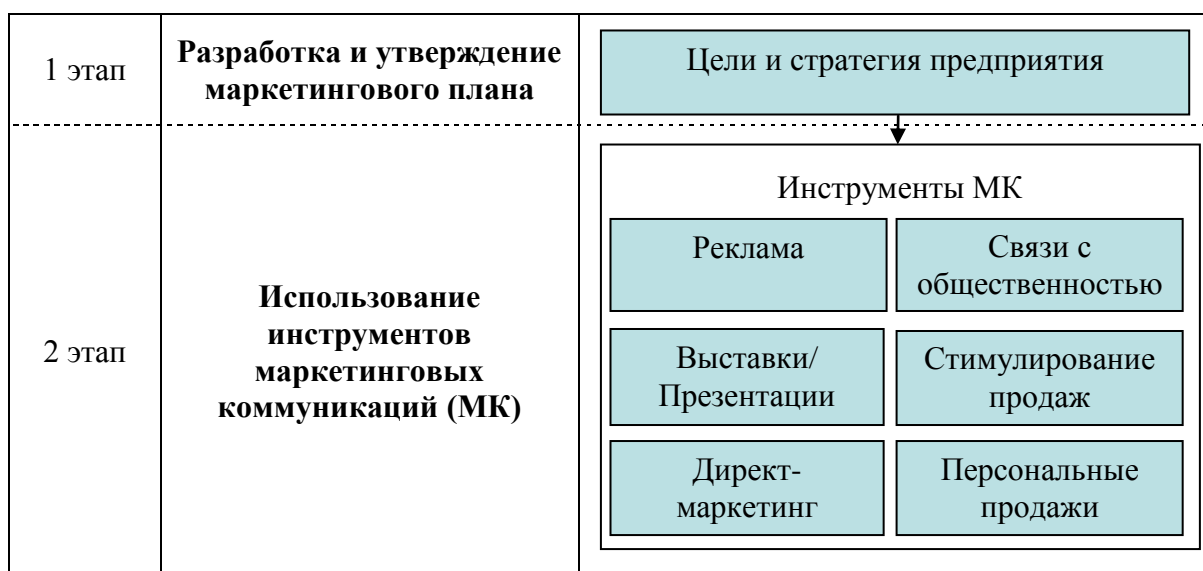 1 этап
Разработка и утверждение
маркетингового плана
Цели и стратегия предприятия
2 этап
Использование
инструментов
маркетинговых
коммуникаций (МК)
Инструменты МК
Реклама
Связи с
общественностью
Выставки/
Презентации
Стимулирование
продаж
Директ-
маркетинг
Персональные
продажи